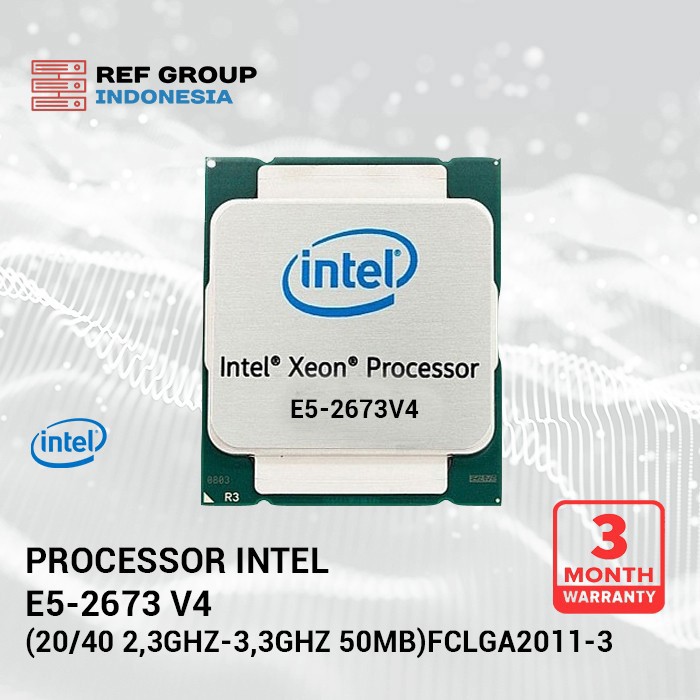 REF GROUP
INDONESIA
intel®
Intel® Xeon® Processor
E5-2673V4
0803
R3
intel
PROCESSOR INTEL
E5-2673 V4
(20/40 2,3GHZ-3,3GHZ 50MB)FCLGA2011-3
3
MONTH
WARRANTY